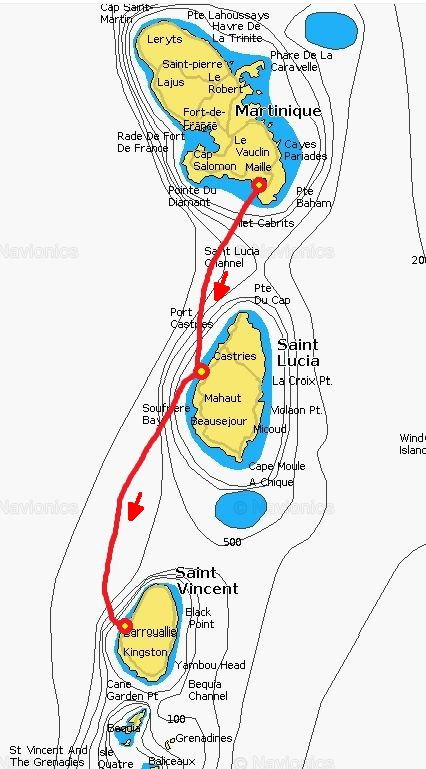 Cap Saint-
Martin
Pte Lahoussays
Havre De
La Trinite
Leryts
Phare De La
Caravelle
Saint-pierre
Lajus
Le
Robert
Martinique
Fort-de-
France
Rade De Fort
De France
Le
Vauclin
Cayes
Pariades
Cap
Salomon
Maille
Pointe Du
Diamant
Pte
Baham
Ilet Cabrits
Saint Lucia
Channel
© Navionics
Navionics
Pte
Du Cap
Port
Castries
Saint
Lucia
Castries
La Croix Pt.
Mahaut
Soufriere
Bay
Violaon Pt.
Beausejour
Micoud
Cape Moule
A Chique
Navionics
© Navionics
500
Saint
Vincent
Black
Point
Barrouallie
Kingston
Yambou Head
Cane
Garden Pt
Bequia
Channel
100
Bequia
Grenadines
St Vincent And
The Grenadies
Isle
Quatre
Baliceaux
© Navionics